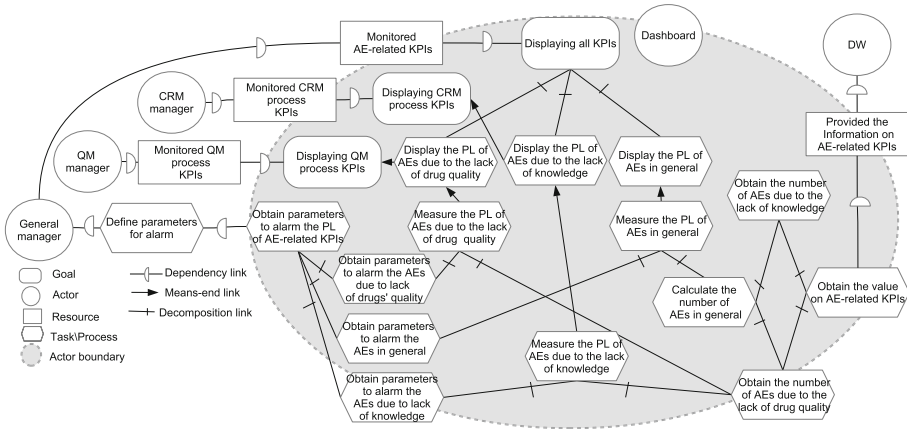 Monitored
AE-related KPIs
Displaying all KPIs
Dashboard
DW
CRM
manager
Monitored CRM
process
KPIs
Displaying CRM
process KPIs
Provided the
Information on
AE-related KPIs
QM
manager
Monitored QM
process
KPIs
Displaying QM
process KPIs
Display the PL of
AEs due to the lack
of drug quality
Display the PL of
AEs due to the lack
of knowledge
Display the PL of
AEs in general
Obtain the number
of AEs due to the
lack of knowledge
General
manager
Define parameters
for alarm
Obtain parameters
to alarm the PL
of AE-related KPIs
Measure the PL of
AEs due to the
lack of drug quality
Measure the PL of
AEs in general
Obtain parameters
to alarm the AEs
due to lack
of drugs' quality
Calculate the
number of
AEs in general
Obtain the value
on AE-related KPIs
Obtain parameters
to alarm the
AEs in general
Measure the PL of
AEs due to the lack
of knowledge
Obtain parameters
to alarm the
AEs due to lack
of knowledge
Obtain the number
of AEs due to the
lack of drug quality
Goal
Actor
Resource
Task\Process
Actor boundary
Dependency link
Means-end link
Decomposition link